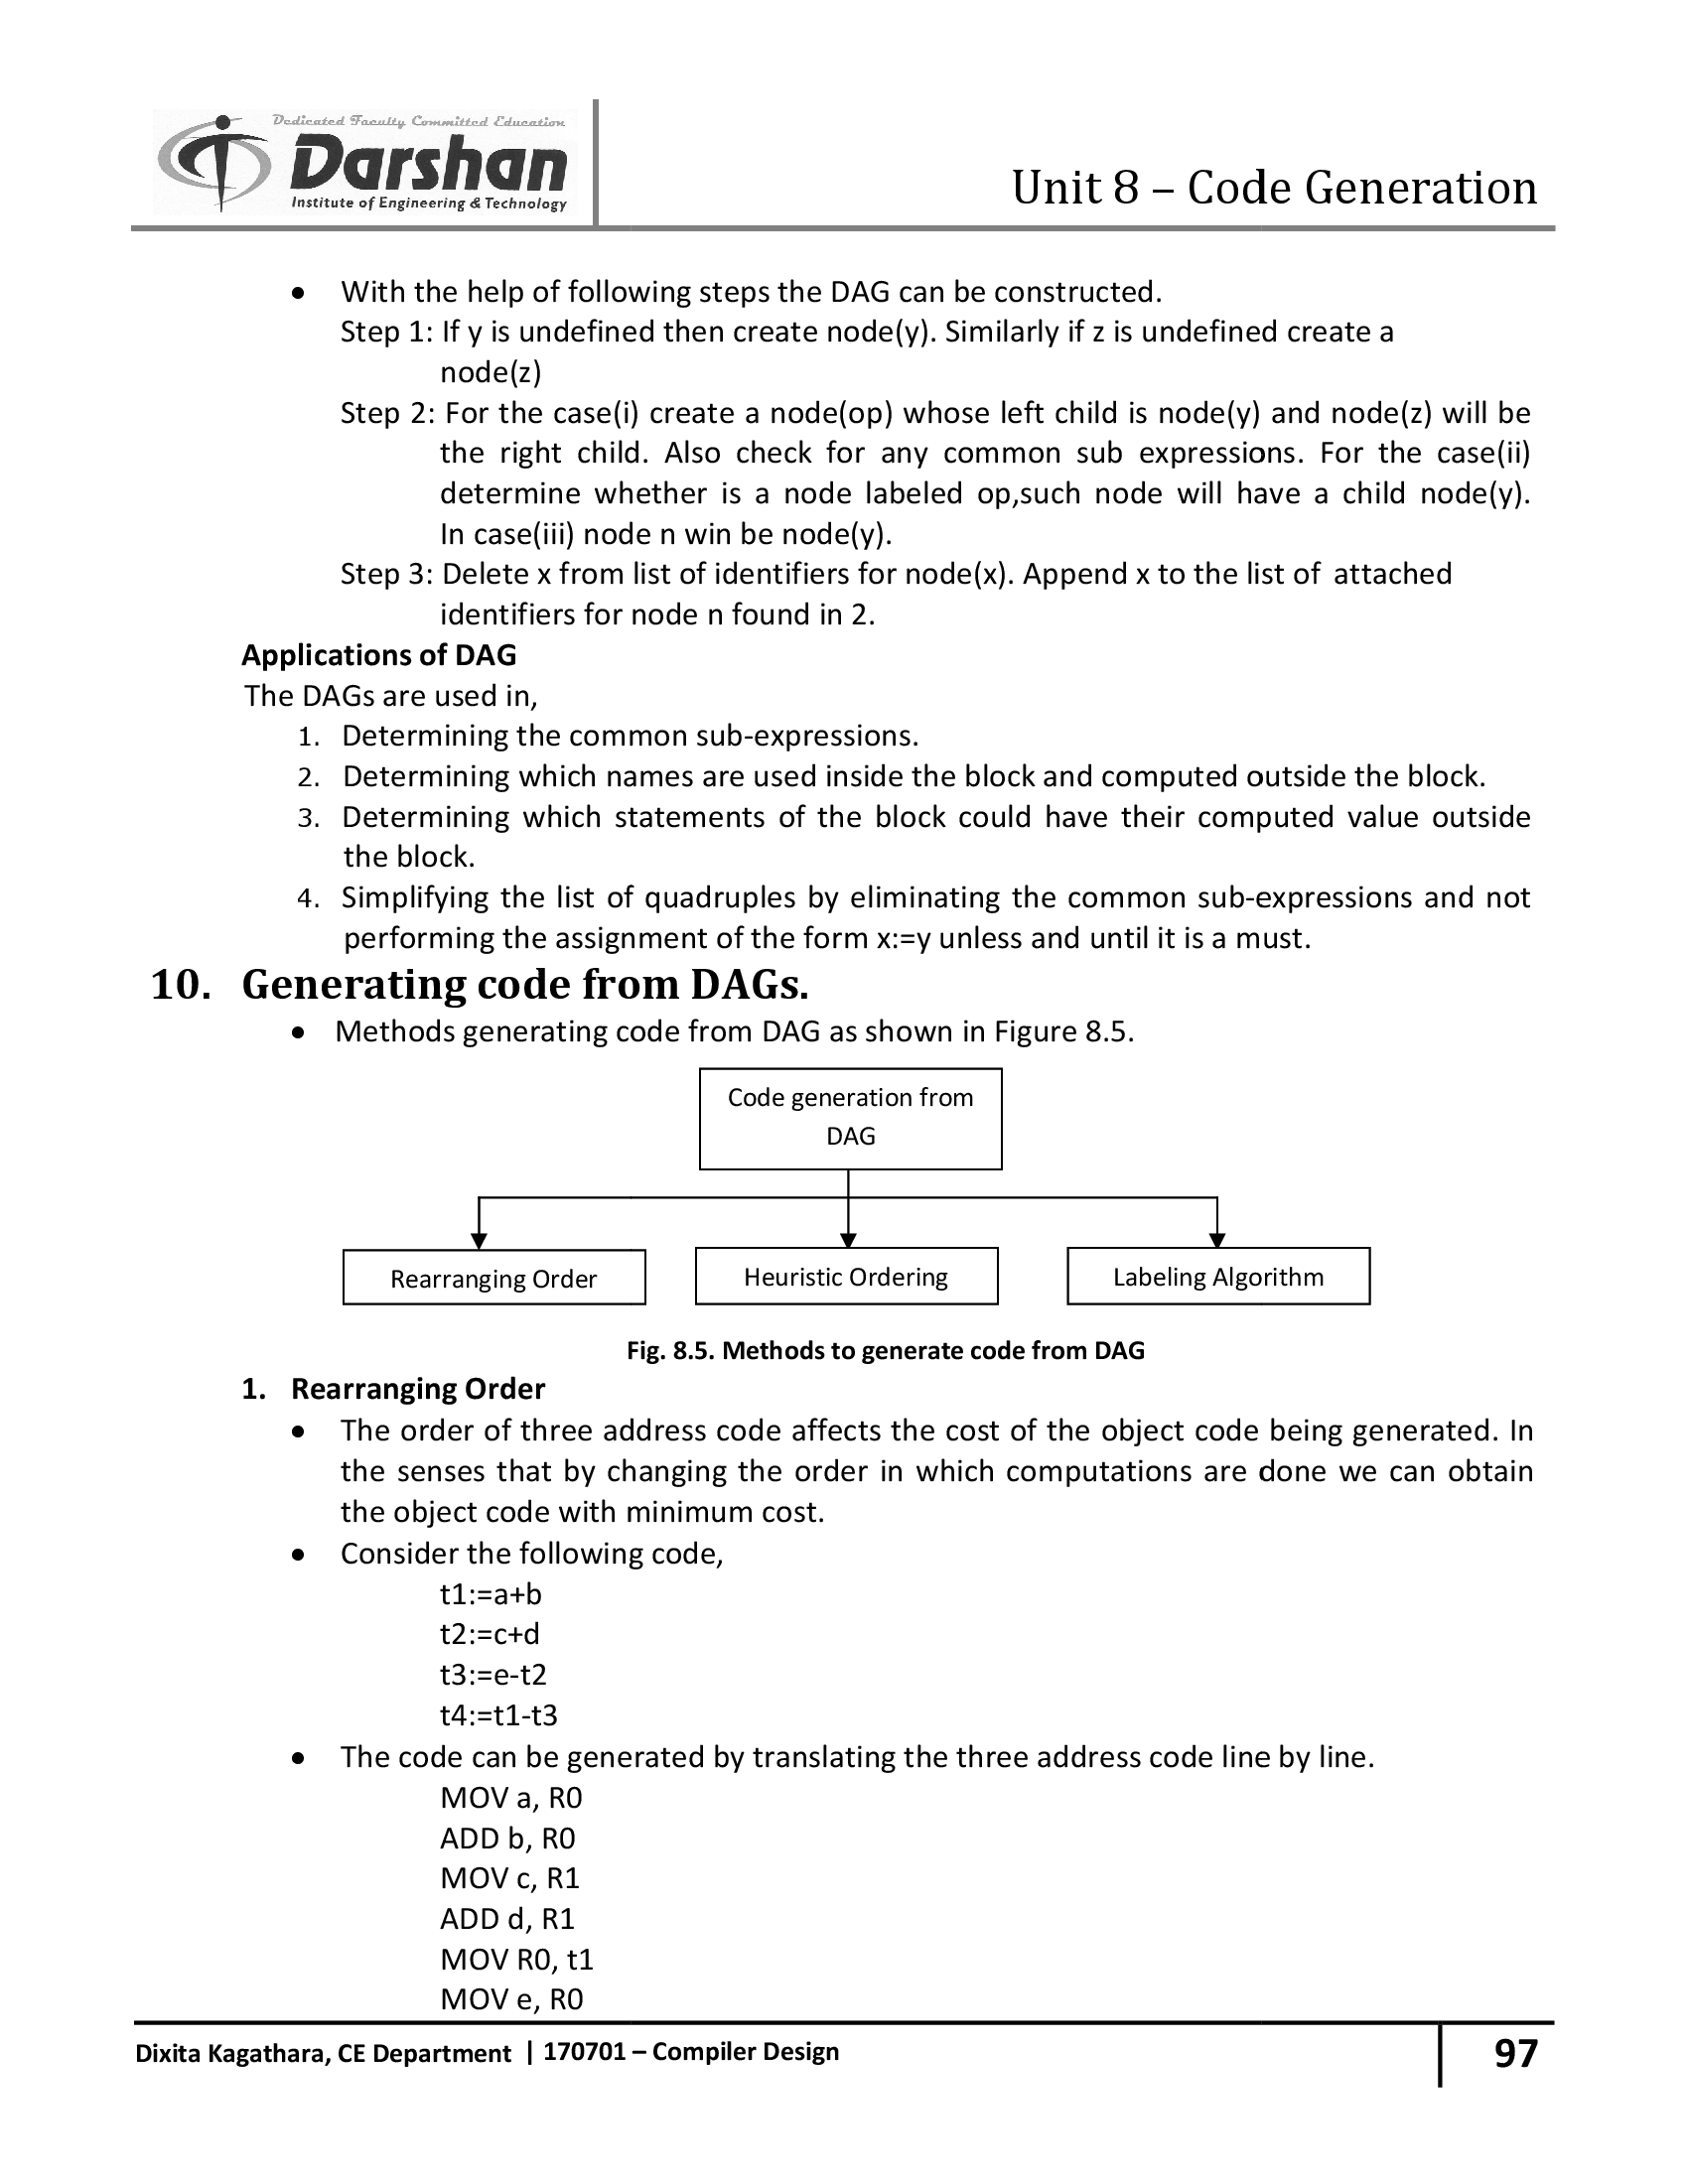 Dedicated Faculty Committed Education
Darshan
Institute of Engineering & Technology
Unit 8 – Code Generation
• With the help of following steps the DAG can be constructed.
Step 1: If y is undefined then create node(y). Similarly if z is undefined create a
node(z)
Step 2: For the case(i) create a node(op) whose left child is node(y) and node(z) will be
the right child. Also check for any common sub expressions. For the case(ii)
determine whether is a node labeled op,such node will have a child node(y).
In case(iii) node n win be node(y).
Step 3: Delete x from list of identifiers for node(x). Append x to the list of attached
identifiers for node n found in 2.
Applications of DAG
The DAGs are used in,
1. Determining the common sub-expressions.
2. Determining which names are used inside the block and computed outside the block.
3. Determining which statements of the block could have their computed value outside
the block.
4. Simplifying the list of quadruples by eliminating the common sub-expressions and not
performing the assignment of the form x:=y unless and until it is a must.
10. Generating code from DAGs.
• Methods generating code from DAG as shown in Figure 8.5.
Code generation from
DAG
Rearranging Order
Heuristic Ordering
Labeling Algorithm
Fig. 8.5. Methods to generate code from DAG
1. Rearranging Order
• The order of three address code affects the cost of the object code being generated. In
the senses that by changing the order in which computations are done we can obtain
the object code with minimum cost.
• Consider the following code,
t1:=a+b
t2:=c+d
t3:=e-t2
t4:=t1-t3
• The code can be generated by translating the three address code line by line.
MOV a, R0
ADD b, R0
MOV c, R1
ADD d, R1
MOV R0, t1
MOV e, R0
Dixita Kagathara, CE Department | 170701 – Compiler Design
97